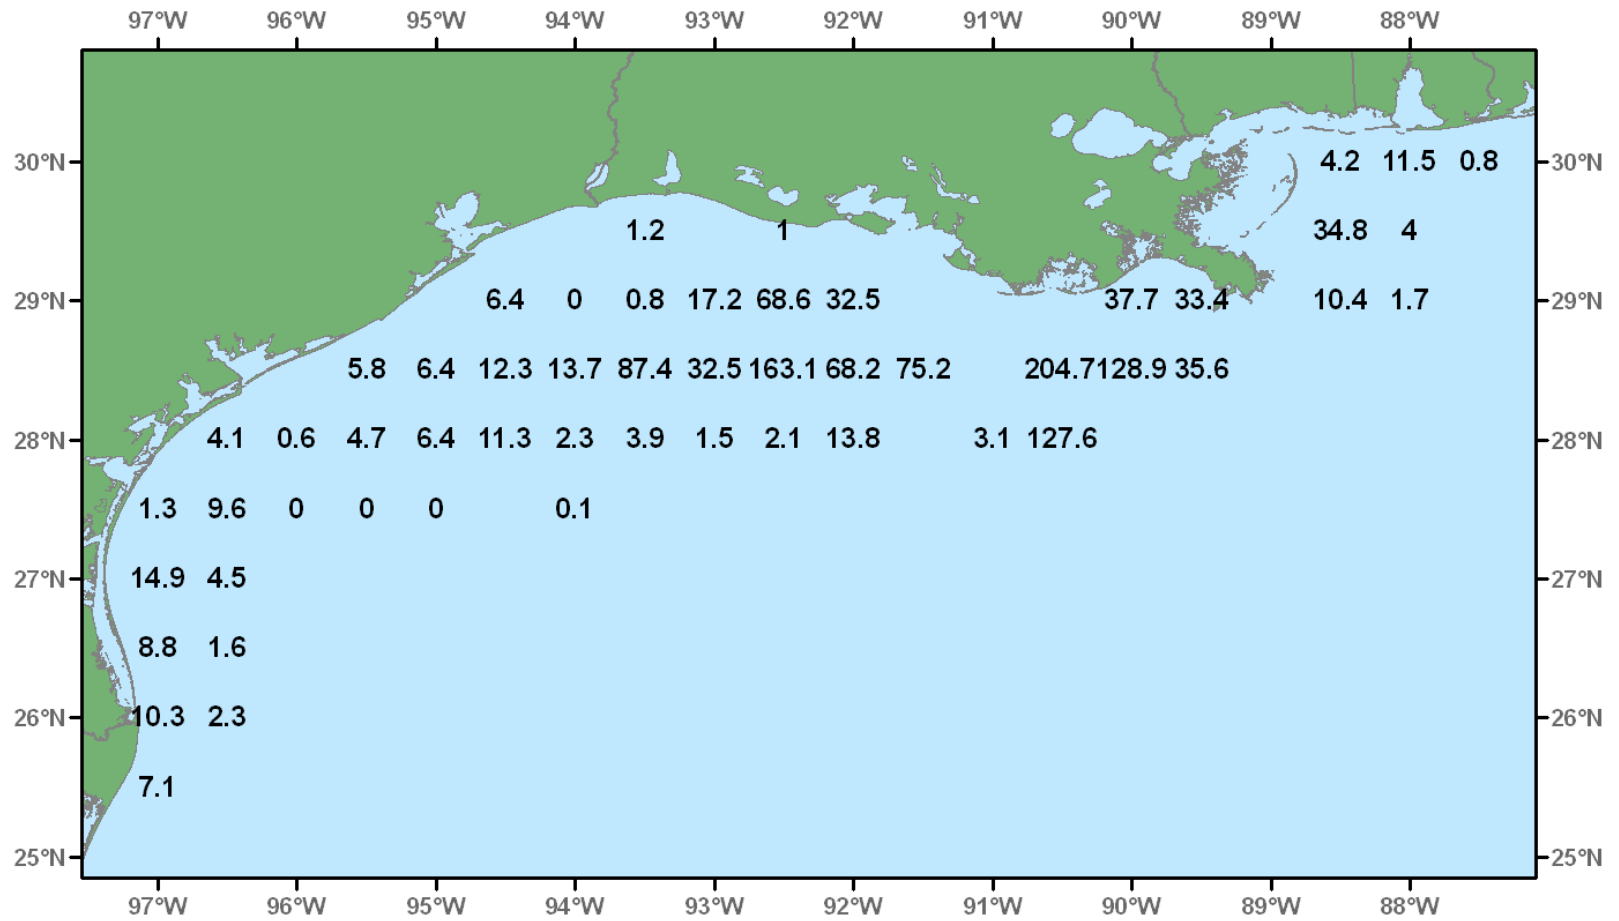 97°W 96°W 95°W 94°W 93°W 92°W 91°W 90°W 89°W 88°W
30°N 4.2 11.5 0.8 30°N
1.2 1 34.8 4
29°N 6.4 0 0.8 17.2 68.6 32.5 37.7 33.4 10.4 1.7 29°N
5.8 6.4 12.3 13.7 87.4 32.5 163.1 68.2 75.2 204.7 128.9 35.6
28°N 4.1 0.6 4.7 6.4 11.3 2.3 3.9 1.5 2.1 13.8 3.1 127.6 28°N
1.3 9.6 0 0 0 0.1
27°N 14.9 4.5 27°N
8.8 1.6
26°N 10.3 2.3 26°N
7.1
25°N 25°N
97°W 96°W 95°W 94°W 93°W 92°W 91°W 90°W 89°W 88°W